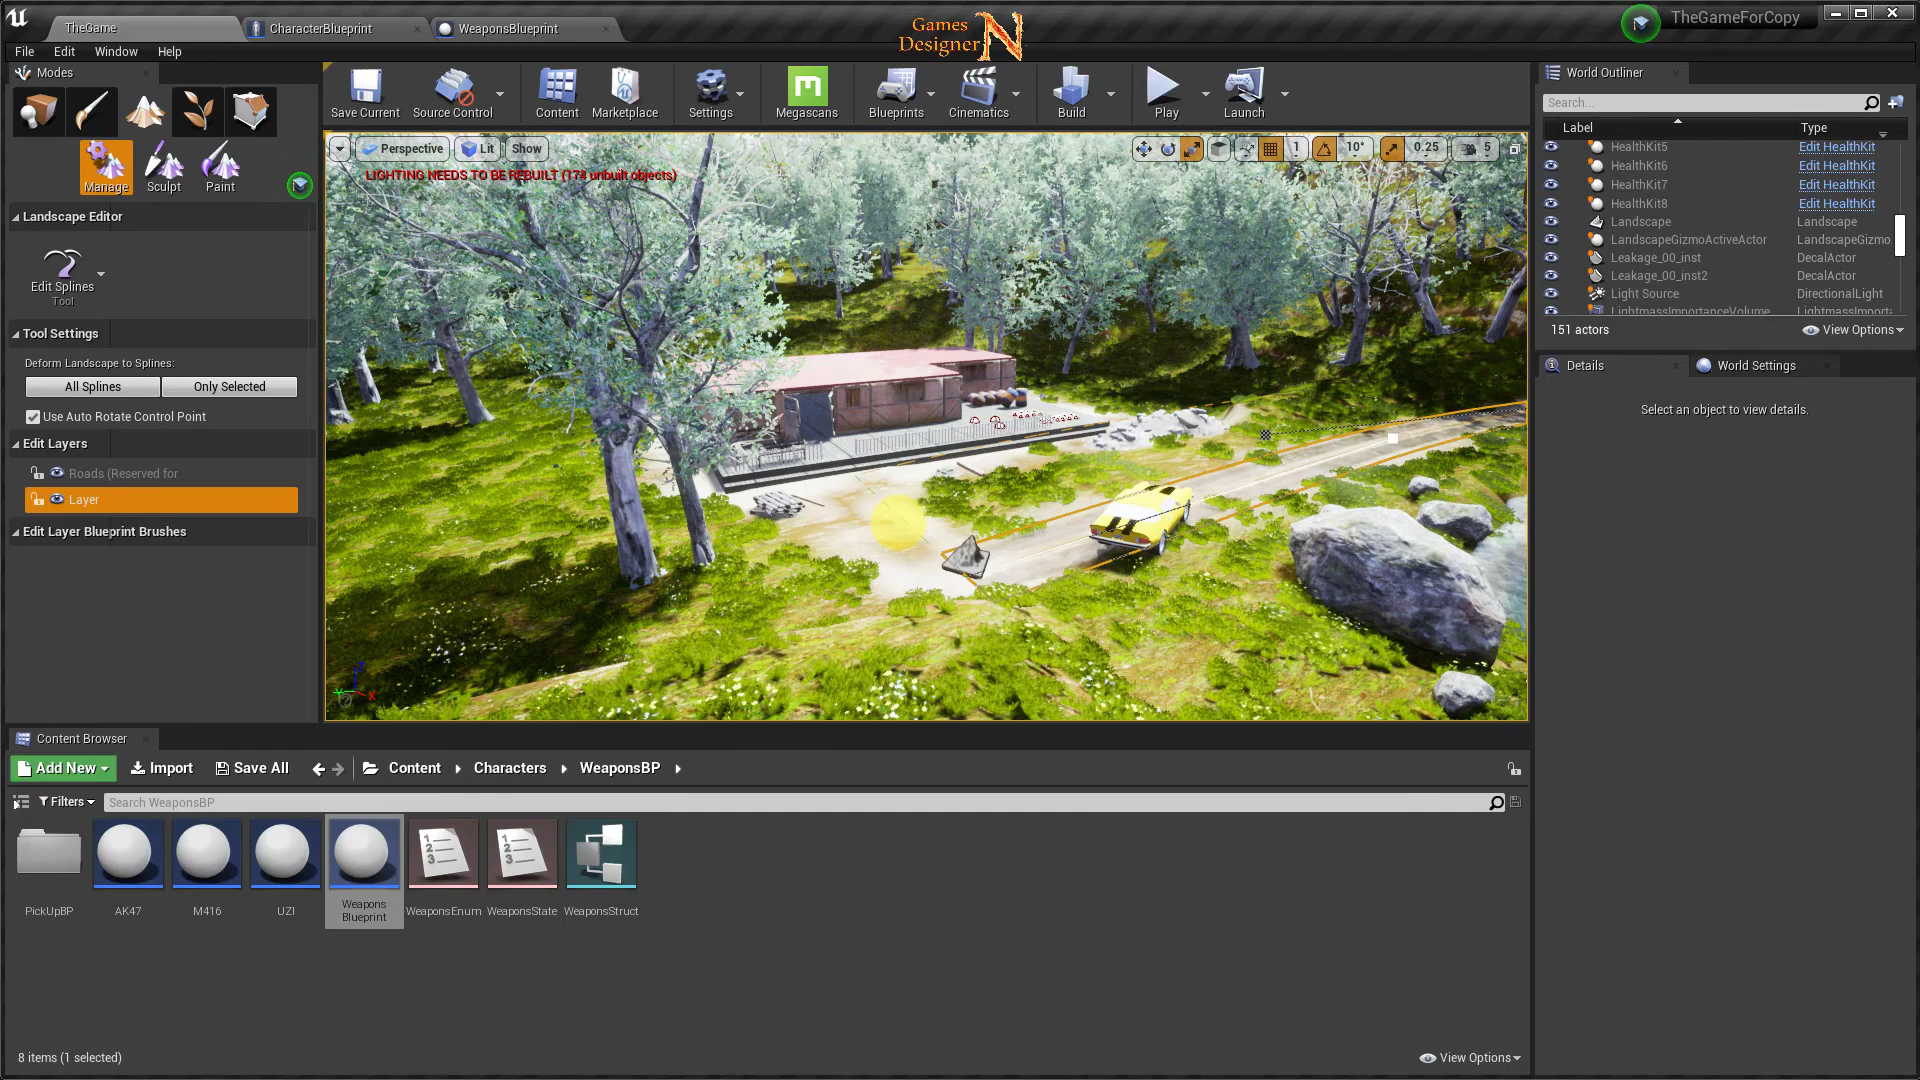 TheGame
CharacterBlueprint
WeaponsBlueprint
Games
Designer N
TheGameForCopy
File
Edit
Window
Help
Modes
Manage
Sculpt
Paint
Landscape Editor
Edit Splines
Tool
Tool Settings
Deform Landscape to Splines:
All Splines
Only Selected
Use Auto Rotate Control Point
Edit Layers
Roads (Reserved for
Layer
Edit Layer Blueprint Brushes
Save Current
Source Control
Content
Marketplace
Settings
Megascans
Blueprints
Cinematics
Build
Play
Launch
Perspective
Lit
Show
1
10°
0.25
5
LIGHTING NEEDS TO BE REBUILT (174 unbuilt objects)
Z
Y
X
World Outliner
Search...
Label
Type
HealthKit5
Edit HealthKit
HealthKit6
Edit HealthKit
HealthKit7
Edit HealthKit
HealthKit8
Edit HealthKit
Landscape
Landscape
LandscapeGizmoActiveActor
LandscapeGizmo
Leakage_00_inst
DecalActor
Leakage_00_inst2
DecalActor
Light Source
DirectionalLight
LightmassImportanceVolume
LightmassImporta
151 actors
View Options
Details
World Settings
Select an object to view details.
Content Browser
Add New
Import
Save All
Content
Characters
WeaponsBP
Filters
Search WeaponsBP
PickUpBP
AK47
M416
UZI
Weapons
Blueprint
WeaponsEnum
WeaponsState
WeaponsStruct
8 items (1 selected)
View Options